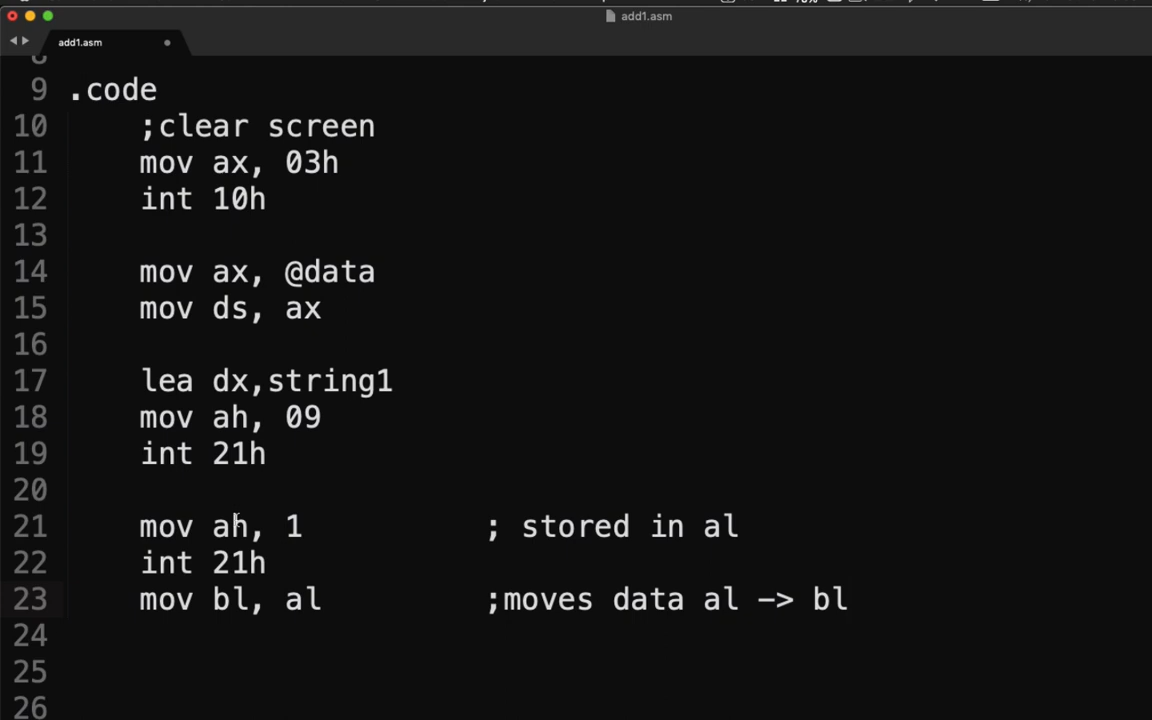 add1.asm
add1.asm
8
9 .code
10 ;clear screen
11 mov ax, 03h
12 int 10h
13
14 mov ax, @data
15 mov ds, ax
16
17 lea dx,string1
18 mov ah, 09
19 int 21h
20
21 mov ah, 1 ; stored in al
22 int 21h
23 mov bl, al ;moves data al -> bl
24
25
26